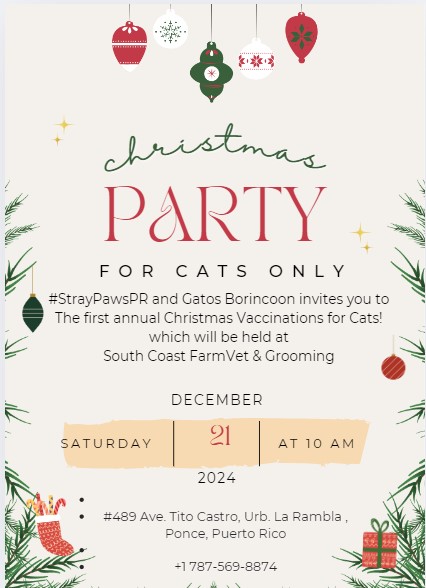 christmas
PARTY
FOR CATS ONLY
#StrayPawsPR and Gatos Borincoon invites you to
The first annual Christmas Vaccinations for Cats!
which will be held at
South Coast FarmVet & Grooming
DECEMBER
SATURDAY 21 AT 10 AM
2024
#489 Ave. Tito Castro, Urb. La Rambla ,
Ponce, Puerto Rico
+1 787-569-8874